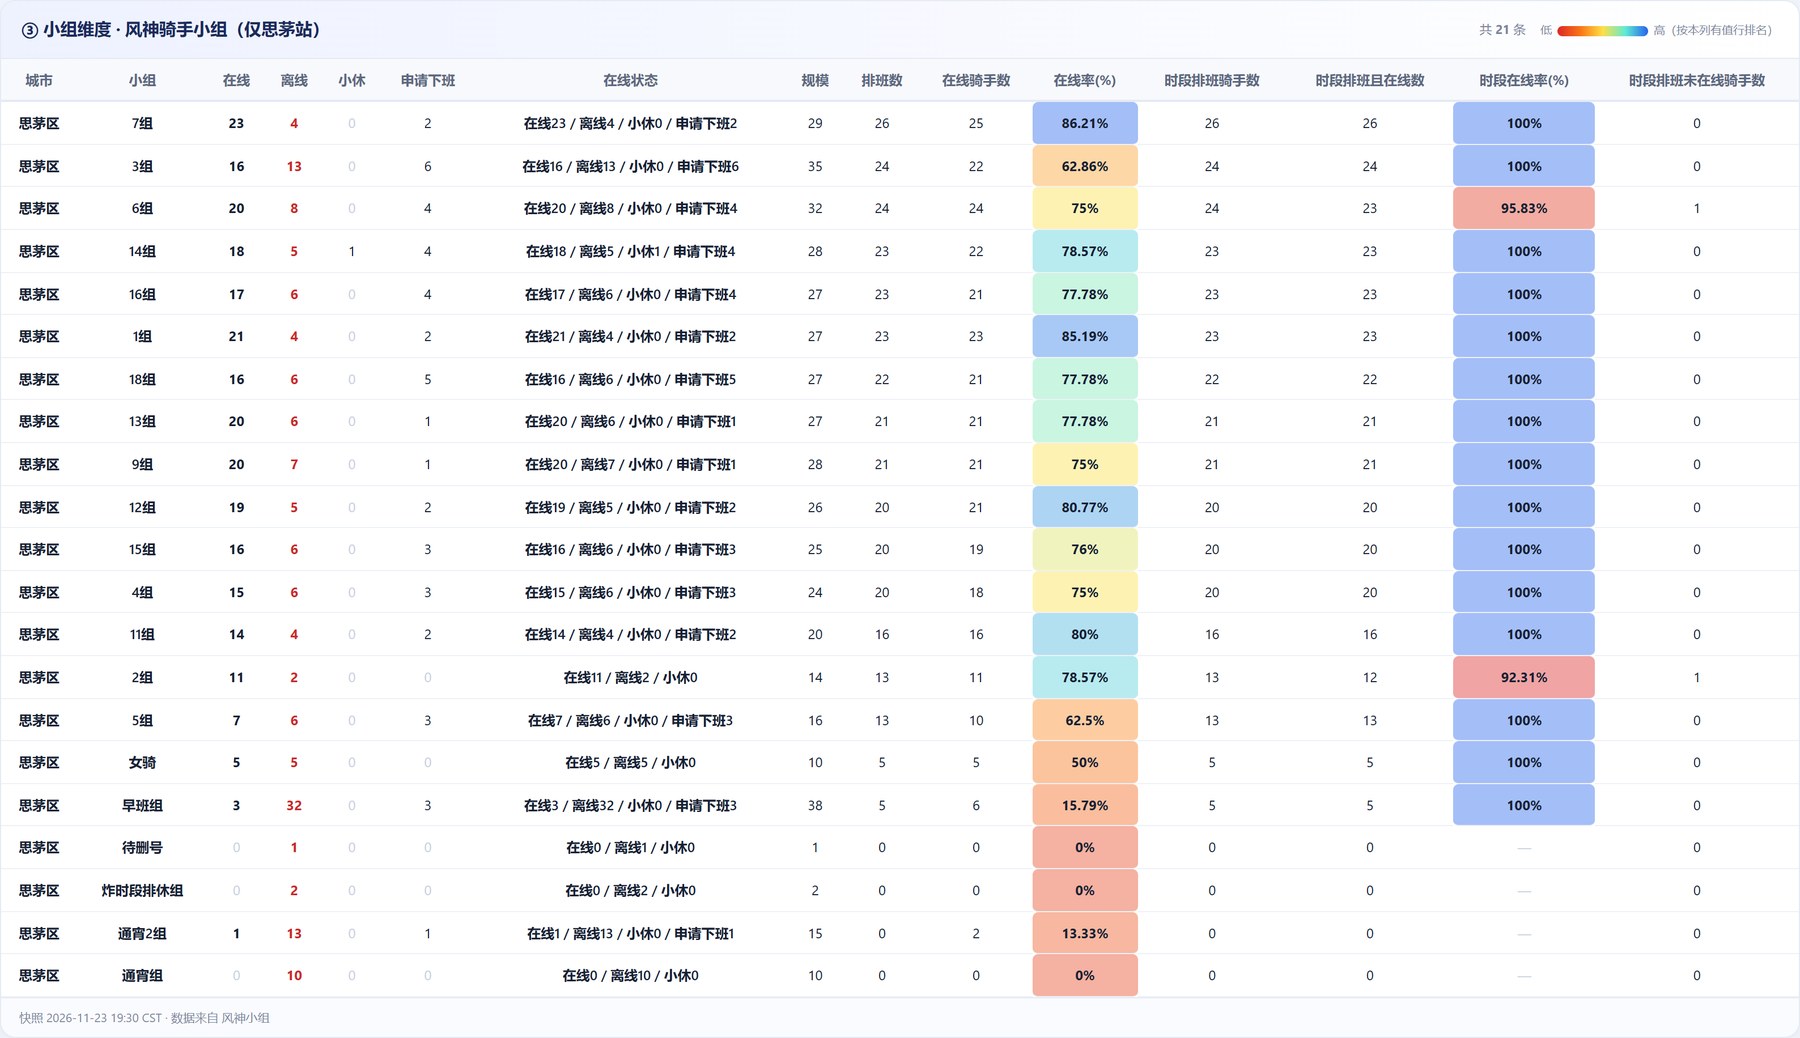 ③ 小组维度 · 风神骑手小组（仅思茅站）
共 21 条 低 高（按本列有值行排名）
城市 小组 在线 离线 小休 申请下班 在线状态 规模 排班数 在线骑手数 在线率(%) 时段排班骑手数 时段排班且在线数 时段在线率(%) 时段排班未在线骑手数
思茅区 7组 23 4 0 2 在线23 / 离线4 / 小休0 / 申请下班2 29 26 25 86.21% 26 26 100% 0
思茅区 3组 16 13 0 6 在线16 / 离线13 / 小休0 / 申请下班6 35 24 22 62.86% 24 24 100% 0
思茅区 6组 20 8 0 4 在线20 / 离线8 / 小休0 / 申请下班4 32 24 24 75% 24 23 95.83% 1
思茅区 14组 18 5 1 4 在线18 / 离线5 / 小休1 / 申请下班4 28 23 22 78.57% 23 23 100% 0
思茅区 16组 17 6 0 4 在线17 / 离线6 / 小休0 / 申请下班4 27 23 21 77.78% 23 23 100% 0
思茅区 1组 21 4 0 2 在线21 / 离线4 / 小休0 / 申请下班2 27 23 23 85.19% 23 23 100% 0
思茅区 18组 16 6 0 5 在线16 / 离线6 / 小休0 / 申请下班5 27 22 21 77.78% 22 22 100% 0
思茅区 13组 20 6 0 1 在线20 / 离线6 / 小休0 / 申请下班1 27 21 21 77.78% 21 21 100% 0
思茅区 9组 20 7 0 1 在线20 / 离线7 / 小休0 / 申请下班1 28 21 21 75% 21 21 100% 0
思茅区 12组 19 5 0 2 在线19 / 离线5 / 小休0 / 申请下班2 26 20 21 80.77% 20 20 100% 0
思茅区 15组 16 6 0 3 在线16 / 离线6 / 小休0 / 申请下班3 25 20 19 76% 20 20 100% 0
思茅区 4组 15 6 0 3 在线15 / 离线6 / 小休0 / 申请下班3 24 20 18 75% 20 20 100% 0
思茅区 11组 14 4 0 2 在线14 / 离线4 / 小休0 / 申请下班2 20 16 16 80% 16 16 100% 0
思茅区 2组 11 2 0 0 在线11 / 离线2 / 小休0 14 13 11 78.57% 13 12 92.31% 1
思茅区 5组 7 6 0 3 在线7 / 离线6 / 小休0 / 申请下班3 16 13 10 62.5% 13 13 100% 0
思茅区 女骑 5 5 0 0 在线5 / 离线5 / 小休0 10 5 5 50% 5 5 100% 0
思茅区 早班组 3 32 0 3 在线3 / 离线32 / 小休0 / 申请下班3 38 5 6 15.79% 5 5 100% 0
思茅区 待删号 0 1 0 0 在线0 / 离线1 / 小休0 1 0 0 0% 0 0 — 0
思茅区 炸时段排休组 0 2 0 0 在线0 / 离线2 / 小休0 2 0 0 0% 0 0 — 0
思茅区 通宵2组 1 13 0 1 在线1 / 离线13 / 小休0 / 申请下班1 15 0 2 13.33% 0 0 — 0
思茅区 通宵组 0 10 0 0 在线0 / 离线10 / 小休0 10 0 0 0% 0 0 — 0
快照 2026-11-23 19:30 CST · 数据来自 风神小组